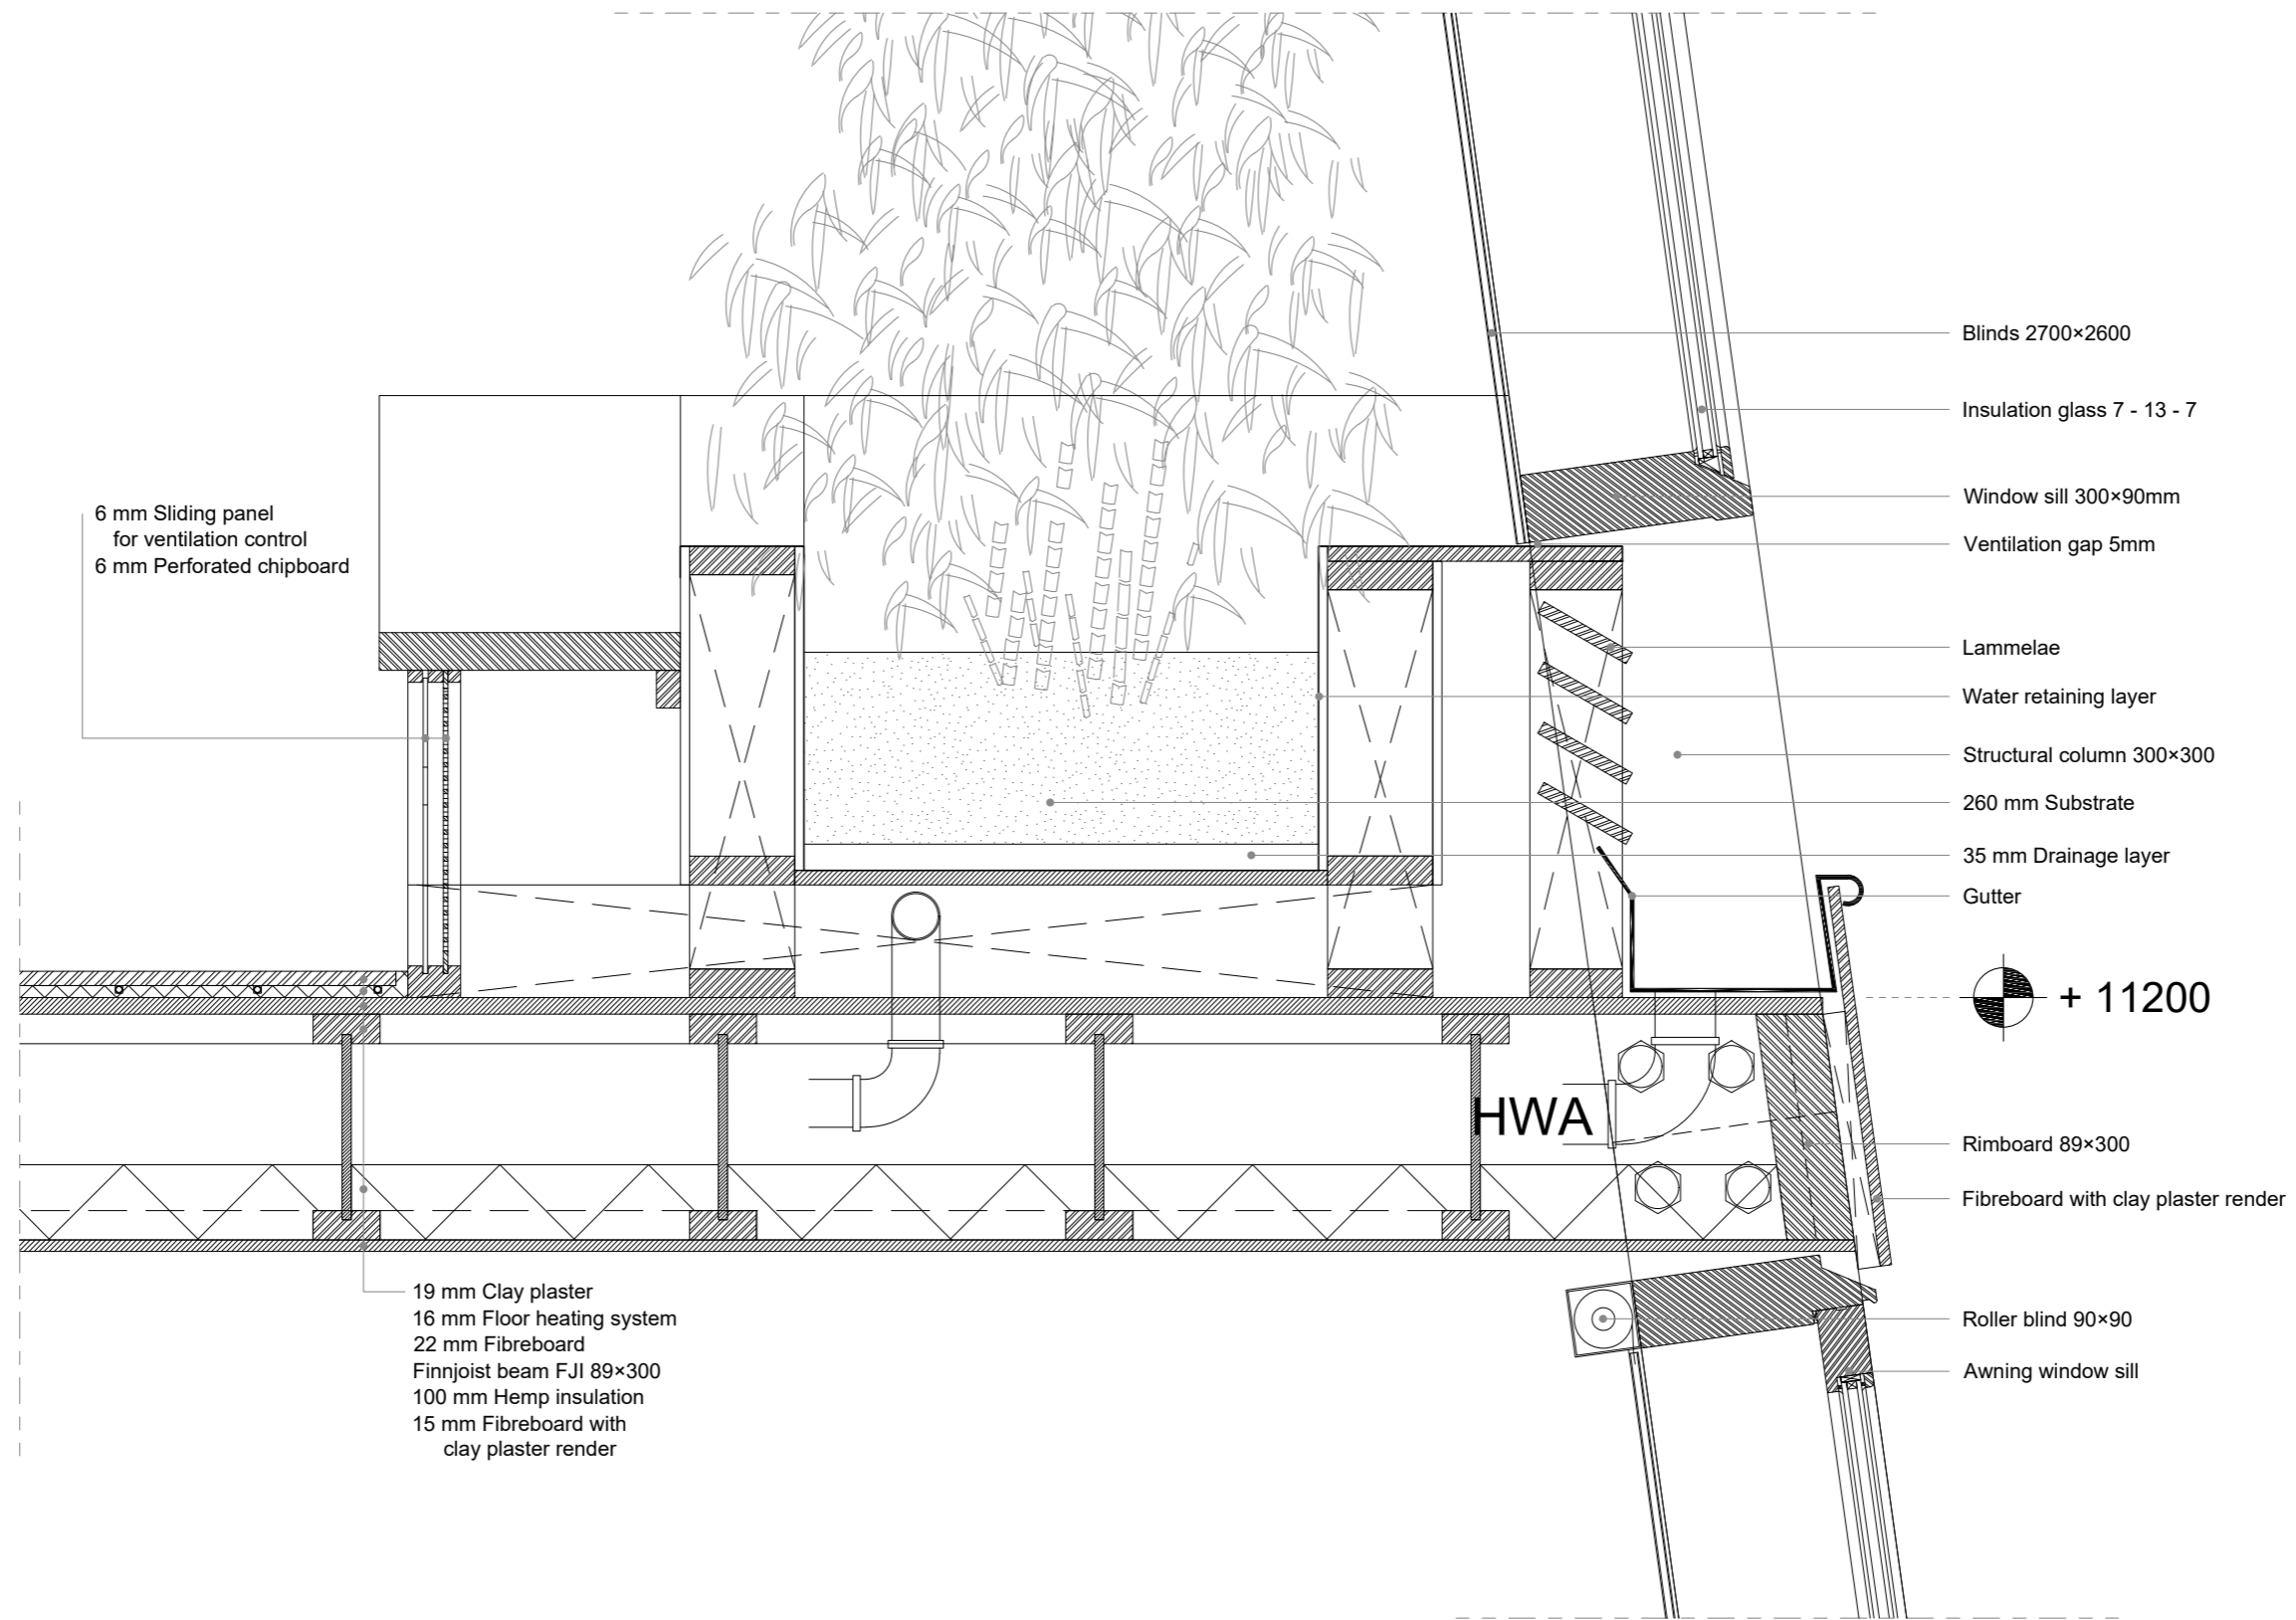 Blinds 2700×2600
Insulation glass 7 - 13 - 7
Window sill 300×90mm
6 mm Sliding panel
for ventilation control
6 mm Perforated chipboard
Ventilation gap 5mm
Lammelae
Water retaining layer
Structural column 300×300
260 mm Substrate
35 mm Drainage layer
Gutter
+ 11200
HWA
Rimboard 89×300
Fibreboard with clay plaster render
19 mm Clay plaster
16 mm Floor heating system
22 mm Fibreboard
Finnjoist beam FJI 89×300
100 mm Hemp insulation
15 mm Fibreboard with
clay plaster render
Roller blind 90×90
Awning window sill